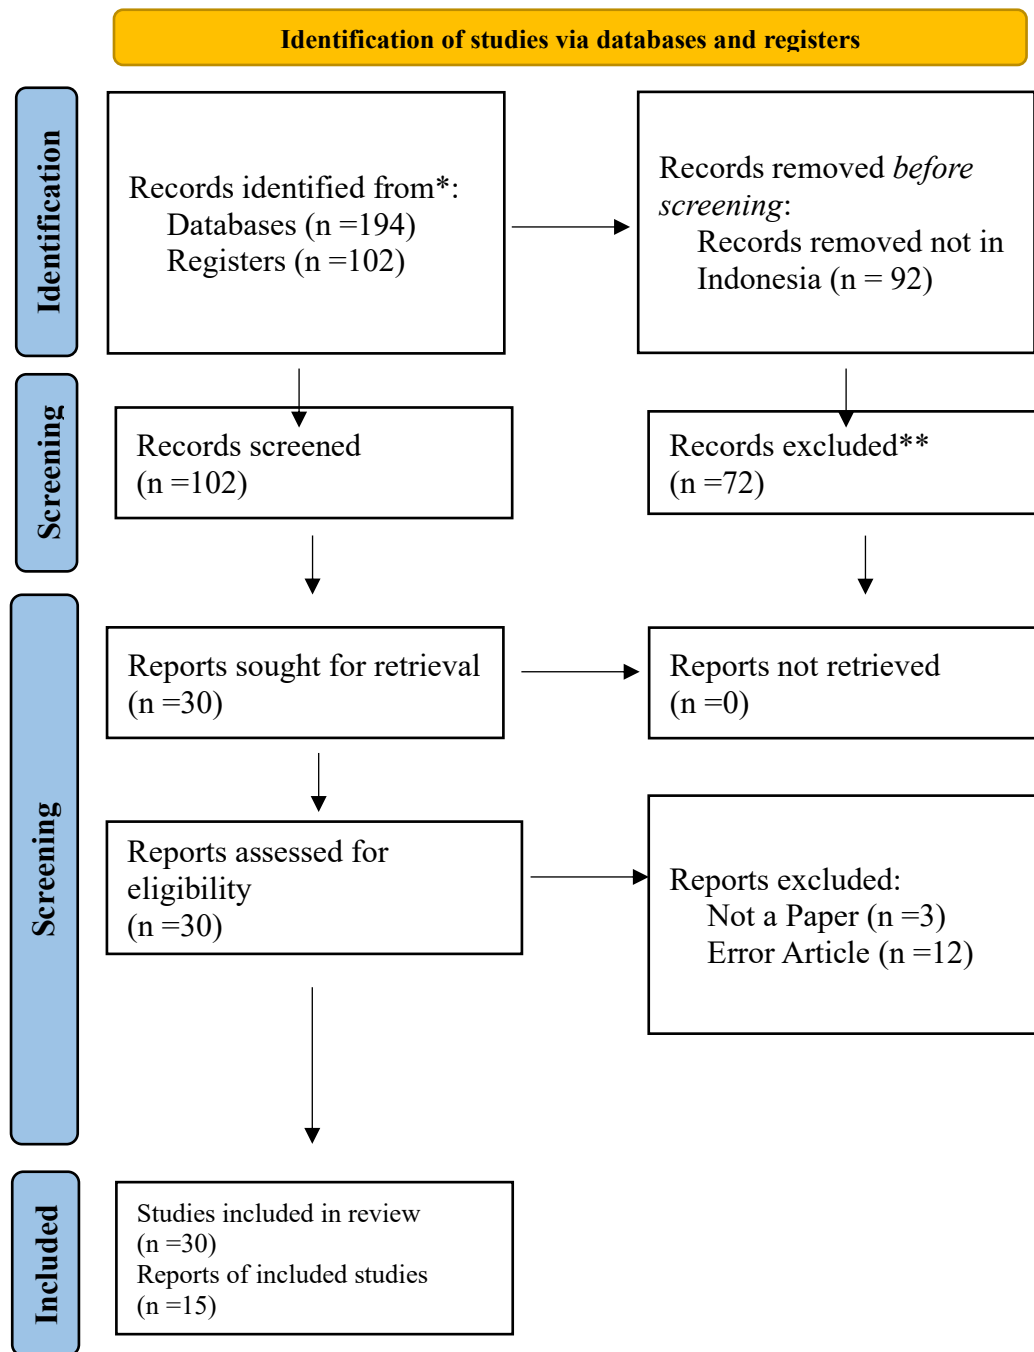 Identification of studies via databases and registers
Identification
Records identified from*:
Databases (n =194)
Registers (n =102)
Records removed before
screening:
Records removed not in
Indonesia (n = 92)
Screening
Records screened
(n =102)
Records excluded**
(n =72)
Screening
Reports sought for retrieval
(n =30)
Reports not retrieved
(n =0)
Reports assessed for
eligibility
(n =30)
Reports excluded:
Not a Paper (n =3)
Error Article (n =12)
Included
Studies included in review
(n =30)
Reports of included studies
(n =15)